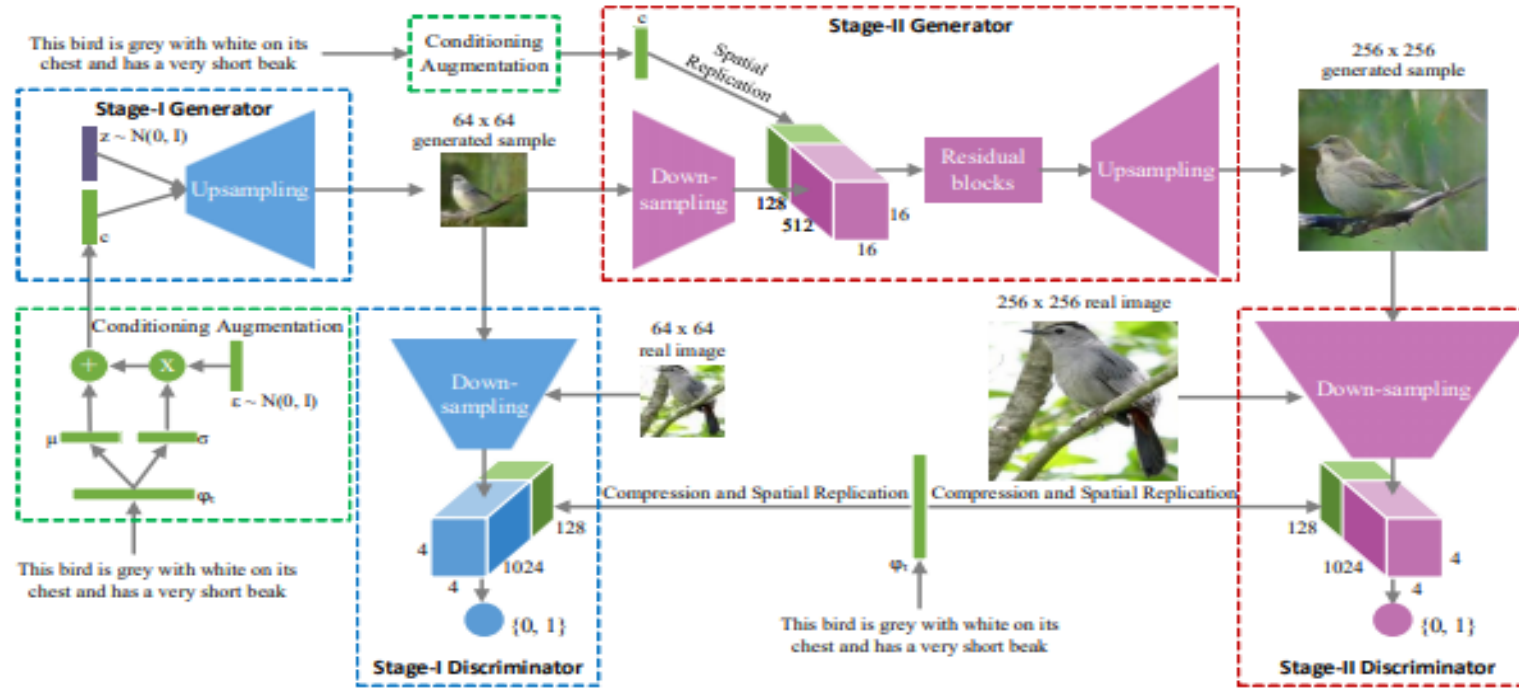 This bird is grey with white on its
chest and has a very short beak
Conditioning
Augmentation
c
Stage-II Generator
Spatial
Replication
256 x 256
generated sample
Stage-I Generator
z ~ N(0, I)
c
Upsampling
64 x 64
generated sample
Down-
sampling
128
512
16
16
Residual
blocks
Upsampling
Conditioning Augmentation
+
X
ε ~ N(0, I)
μ
σ
φt
This bird is grey with white on its
chest and has a very short beak
64 x 64
real image
Down-
sampling
4
4
1024
128
{0, 1}
Stage-I Discriminator
Compression and Spatial Replication
Compression and Spatial Replication
φt
This bird is grey with white on its
chest and has a very short beak
256 x 256 real image
Down-sampling
128
1024
4
4
{0, 1}
Stage-II Discriminator